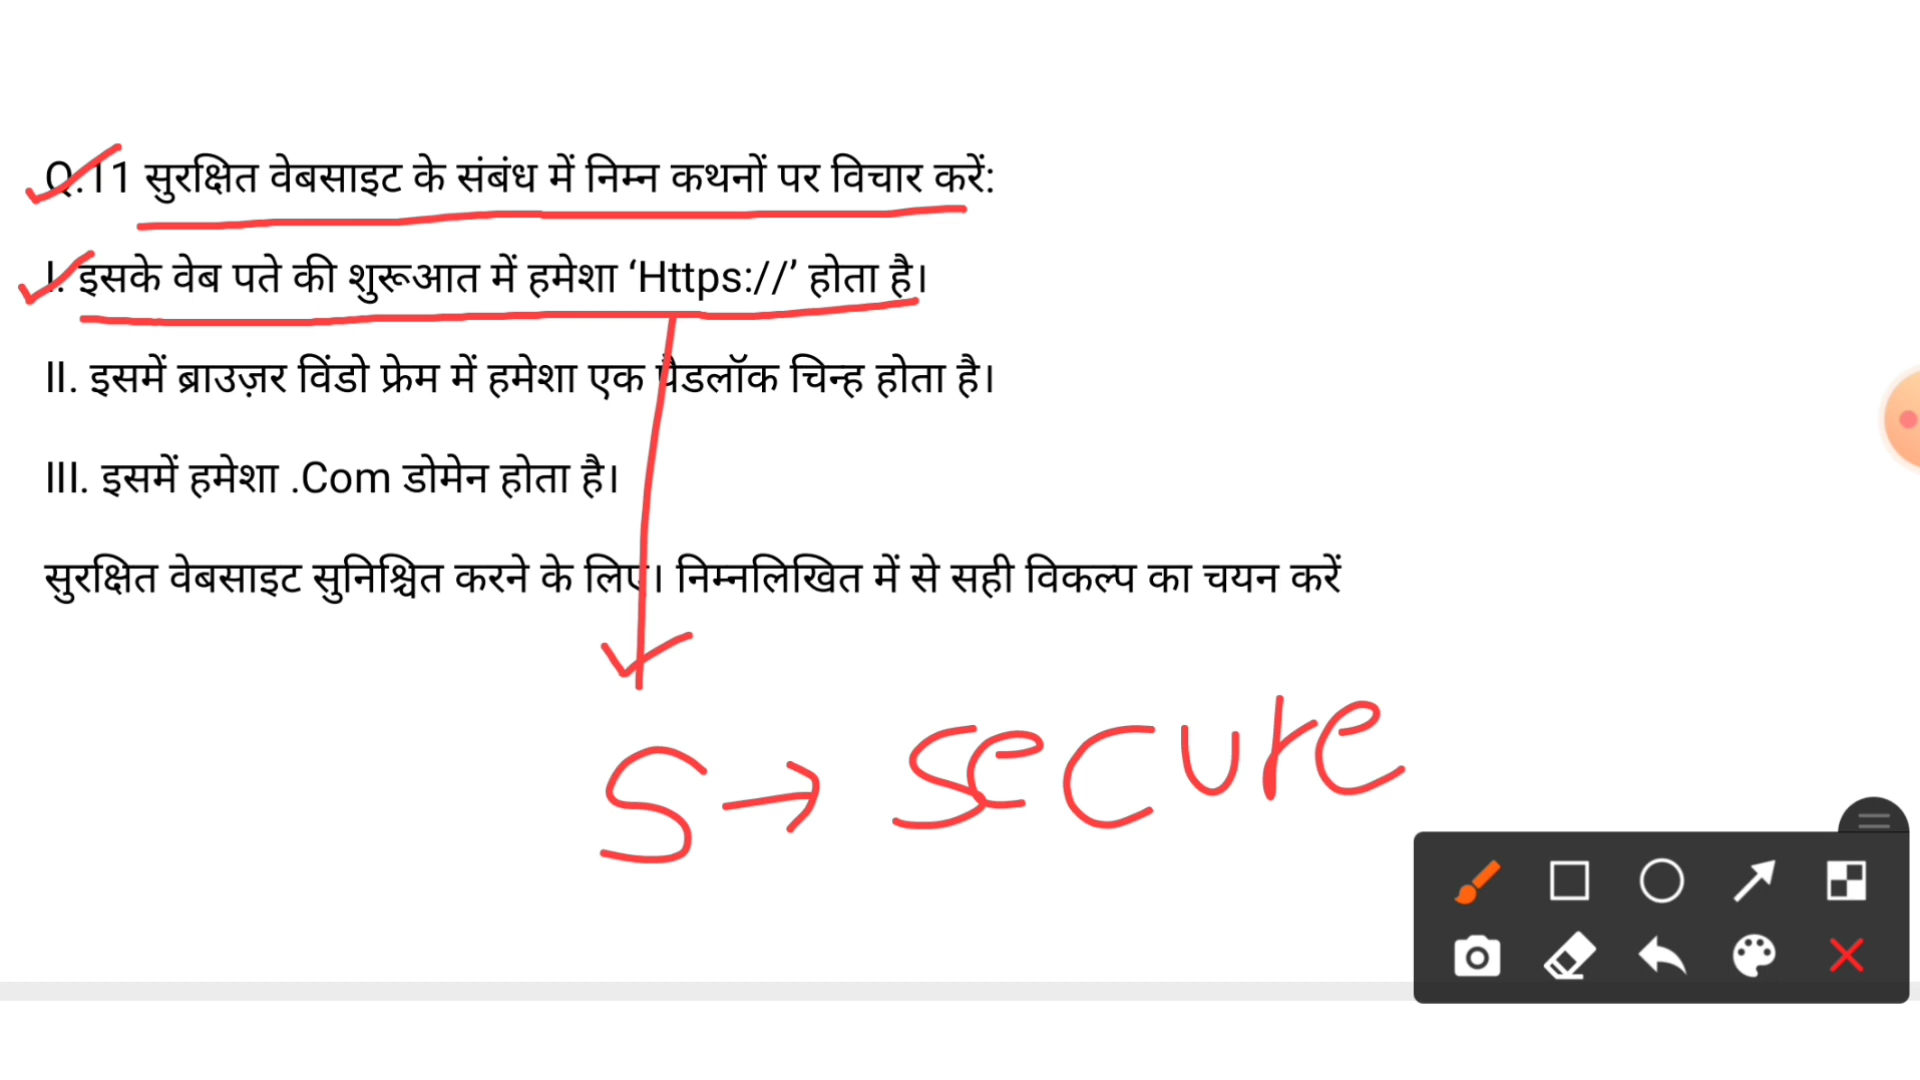 Q.11 सुरक्षित वेबसाइट के संबंध में निम्न कथनों पर विचार करें:
I. इसके वेब पते की शुरूआत में हमेशा ‘Https://’ होता है।
II. इसमें ब्राउज़र विंडो फ्रेम में हमेशा एक पैडलॉक चिन्ह होता है।
III. इसमें हमेशा .Com डोमेन होता है।
सुरक्षित वेबसाइट सुनिश्चित करने के लिए। निम्नलिखित में से सही विकल्प का चयन करें
S → secure